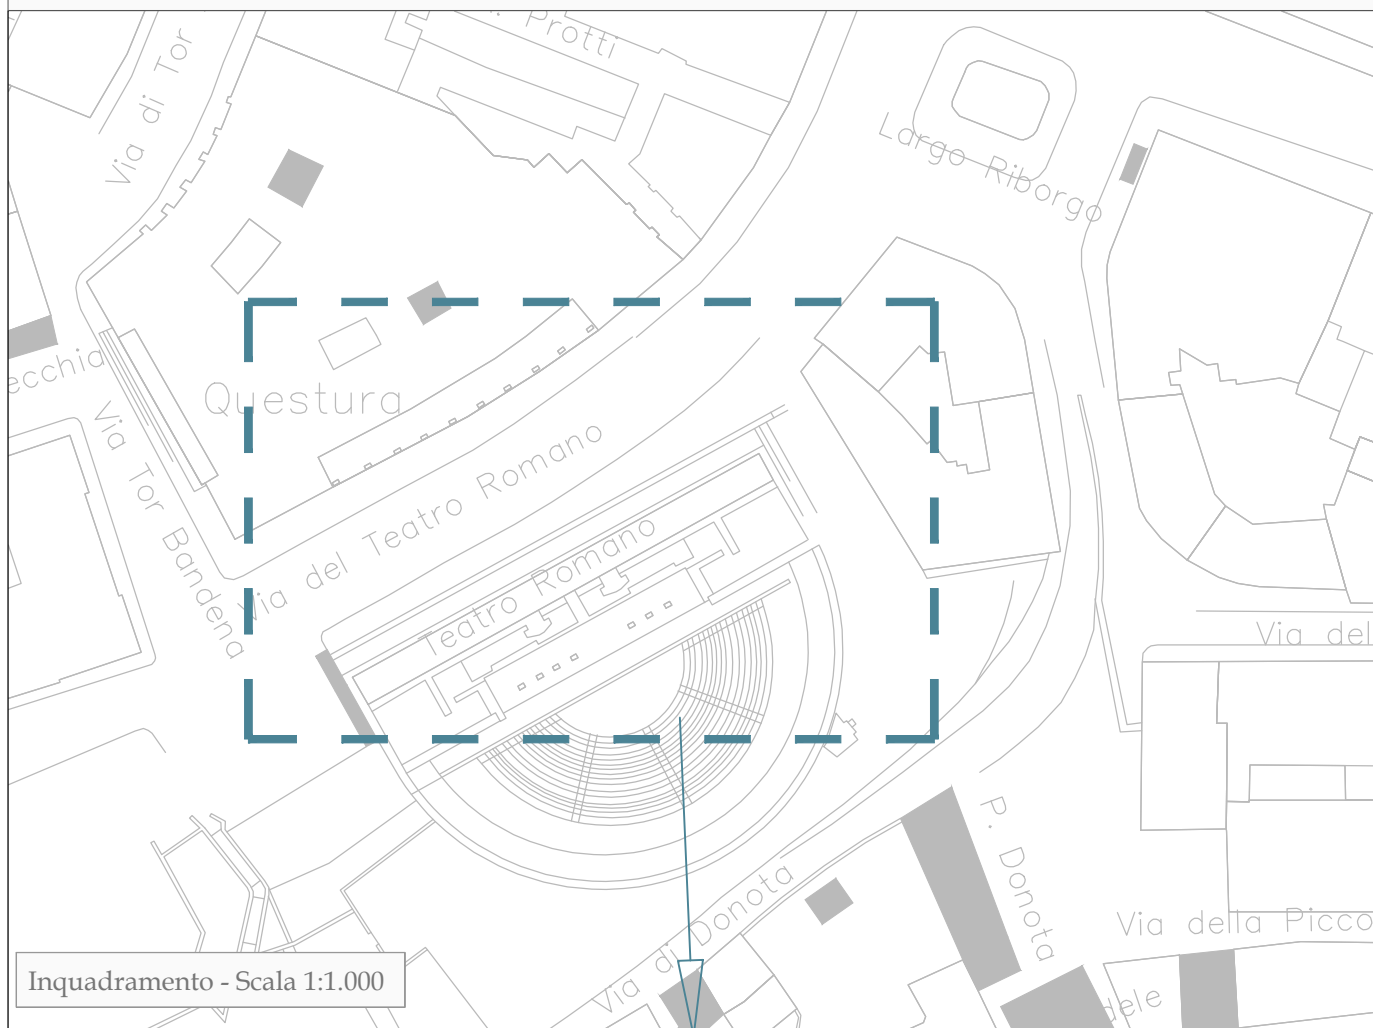 Protti
Via di Tor
Largo Riborgo
ecchia
Questura
Via Tor Bandena
Via del Teatro Romano
Teatro Romano
Via del
P. Donota
Via di Donota
Via della Picco
dele
Inquadramento - Scala 1:1.000